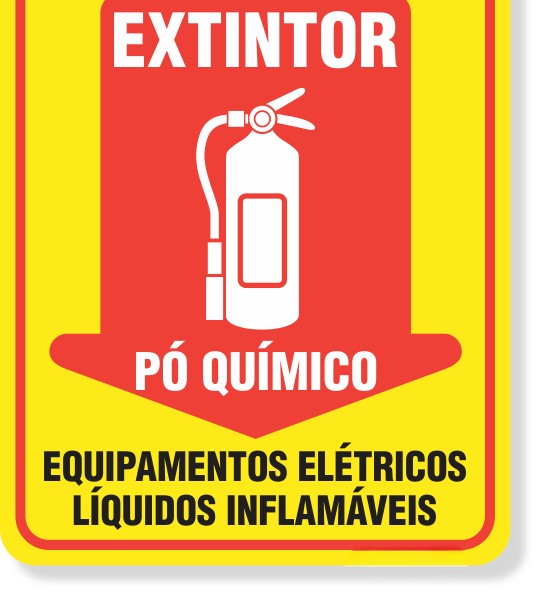 EXTINTOR
PÓ QUÍMICO
EQUIPAMENTOS ELÉTRICOS
LÍQUIDOS INFLAMÁVEIS